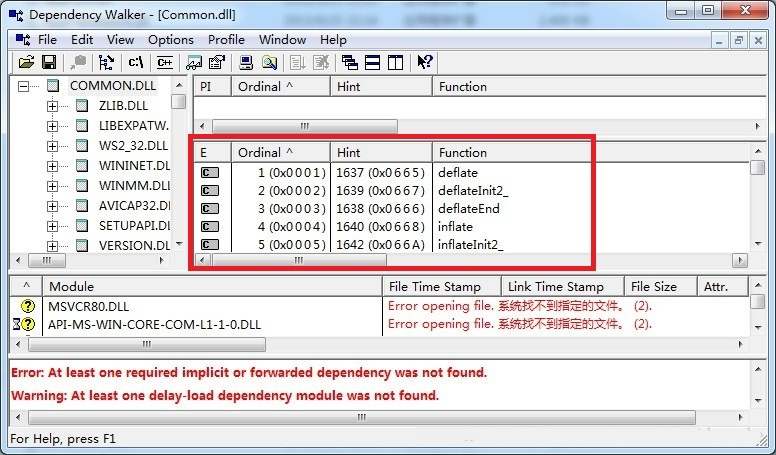 Dependency Walker - [Common.dll]
File Edit View Options Profile Window Help
c:\ C++
COMMON.DLL
ZLIB.DLL
LIBEXPATW.
WS2_32.DLL
WININET.DLL
WINMM.DLL
AVICAP32.DLL
SETUPAPI.DLL
VERSION.DL
PI Ordinal ^ Hint Function
E Ordinal ^ Hint Function
C 1 (0x0001) 1637 (0x0665) deflate
C 2 (0x0002) 1639 (0x0667) deflateInit2_
C 3 (0x0003) 1638 (0x0666) deflateEnd
C 4 (0x0004) 1640 (0x0668) inflate
C 5 (0x0005) 1642 (0x066A) inflateInit2_
^ Module File Time Stamp Link Time Stamp File Size Attr.
MSVCR80.DLL Error opening file. 系统找不到指定的文件。 (2).
API-MS-WIN-CORE-COM-L1-1-0.DLL Error opening file. 系统找不到指定的文件。 (2).
Error: At least one required implicit or forwarded dependency was not found.
Warning: At least one delay-load dependency module was not found.
For Help, press F1